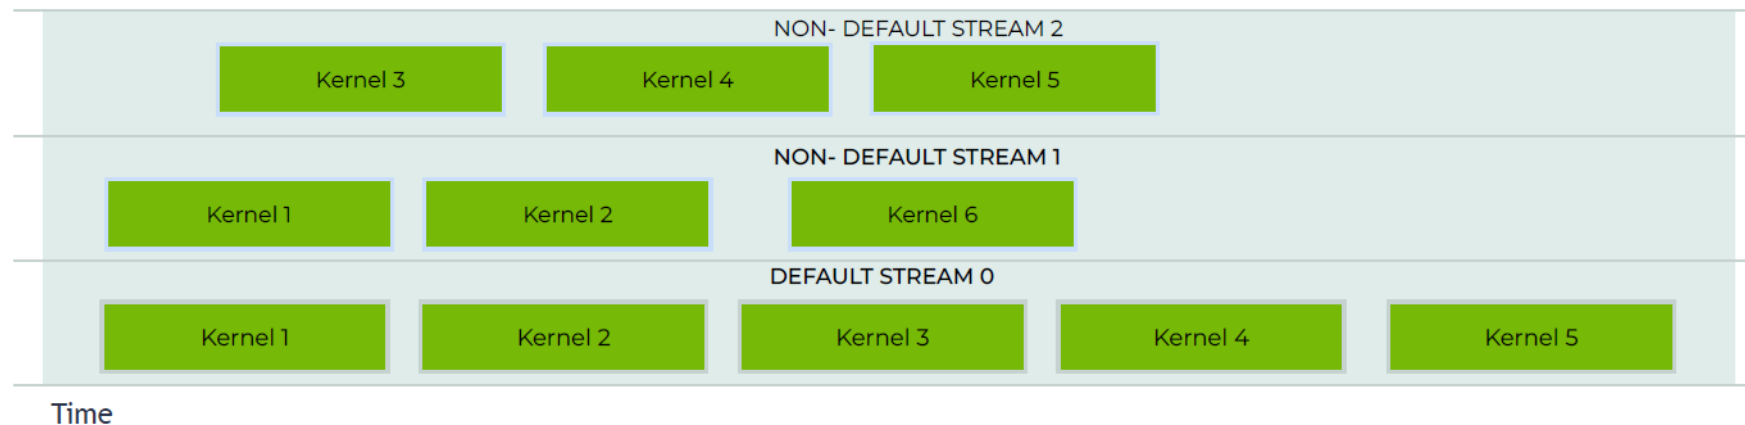 NON- DEFAULT STREAM 2
Kernel 3 Kernel 4 Kernel 5
NON- DEFAULT STREAM 1
Kernel 1 Kernel 2 Kernel 6
DEFAULT STREAM 0
Kernel 1 Kernel 2 Kernel 3 Kernel 4 Kernel 5
Time